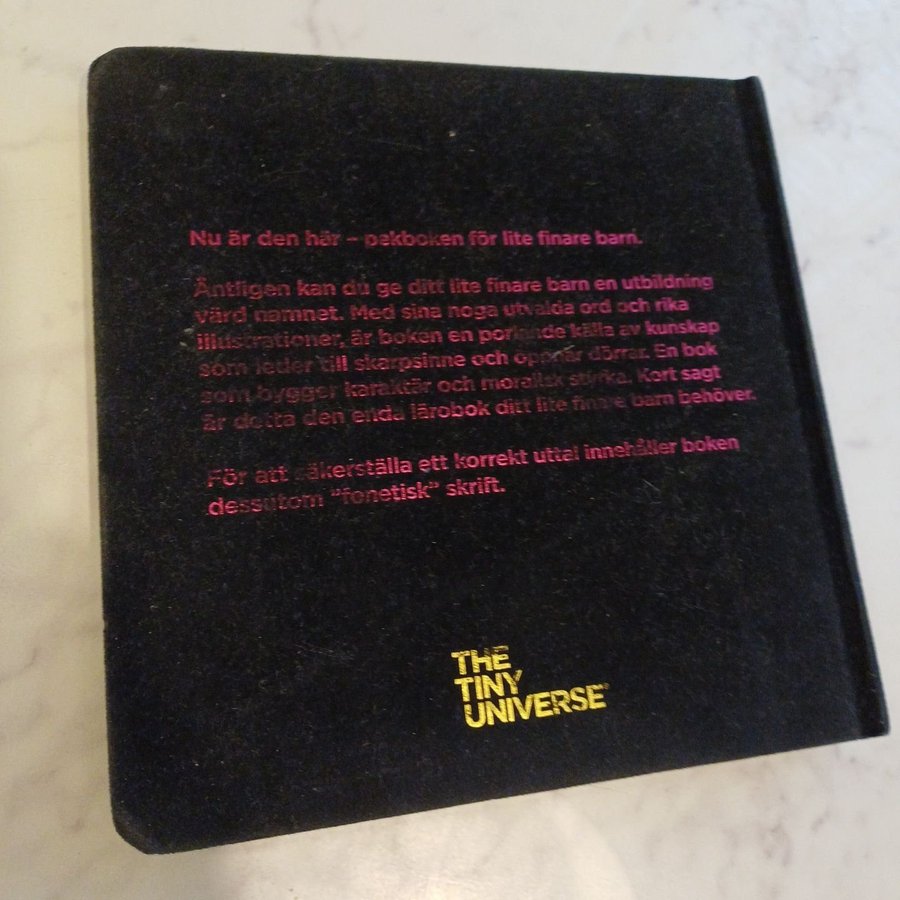 Nu är den här – pekboken för lite finare barn.
Äntligen kan du ge ditt lite finare barn en utbildning
värd namnet. Med sina noga utvalda ord och rika
illustrationer, är boken en porlande källa av kunskap
som leder till skarpsinne och öppnar dörrar. En bok
som bygger karaktär och moralisk styrka. Kort sagt
är detta den enda lärobok ditt lite finare barn behöver.
För att säkerställa ett korrekt uttal innehåller boken
dessutom "fonetisk" skrift.
THE
TINY
UNIVERSE